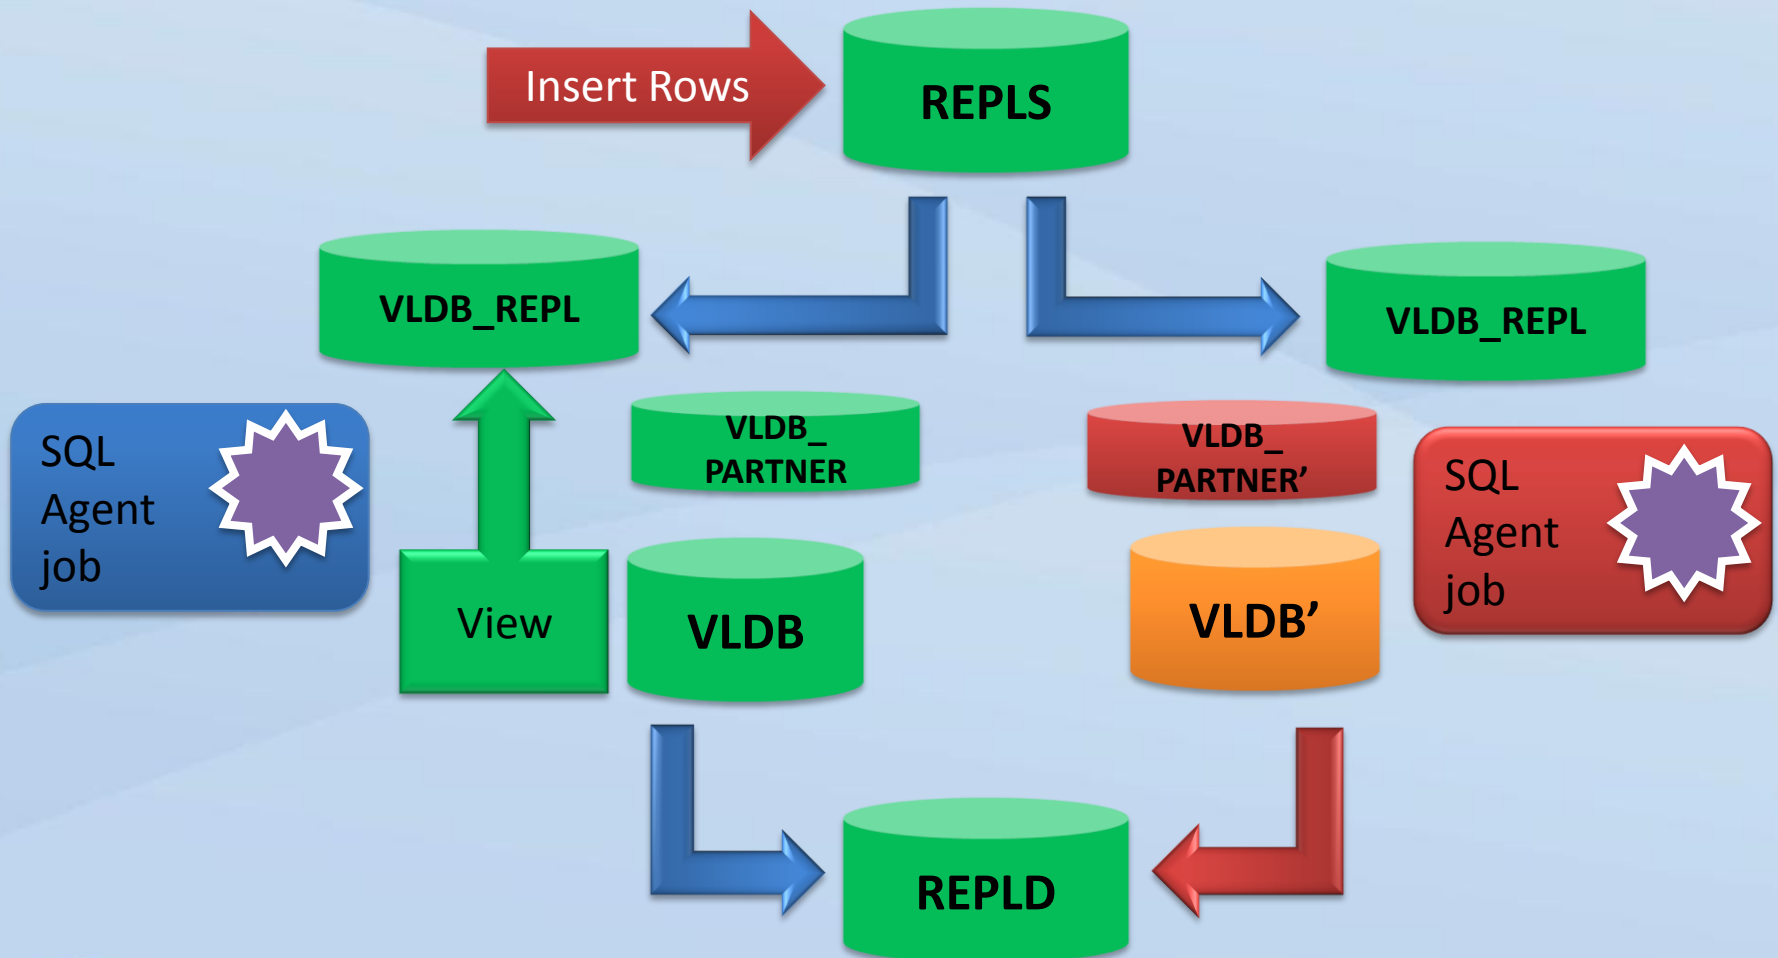 Insert Rows
REPLS
VLDB_REPL
VLDB_REPL
SQL
Agent
job
VLDB_
PARTNER
VLDB_
PARTNER’
SQL
Agent
job
View
VLDB
VLDB’
REPLD